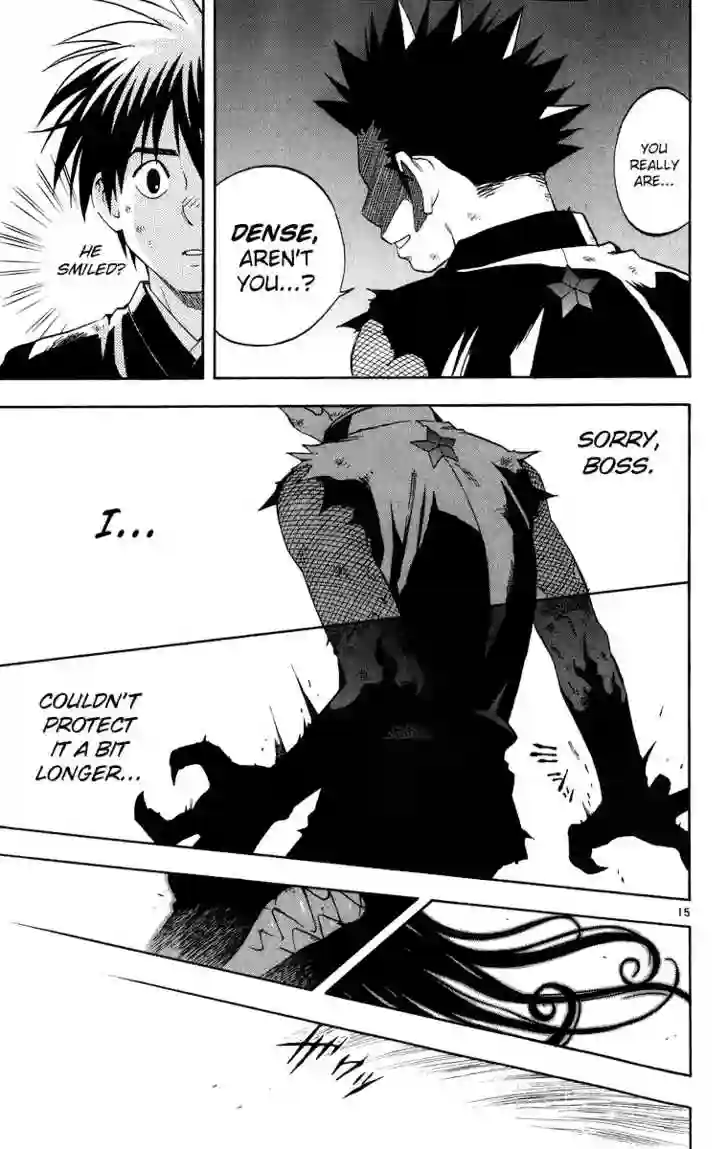 YOU
REALLY
ARE...
DENSE,
AREN'T
YOU...?
HE
SMILED?
SORRY,
BOSS.
I...
COULDN'T
PROTECT
IT A BIT
LONGER...
15